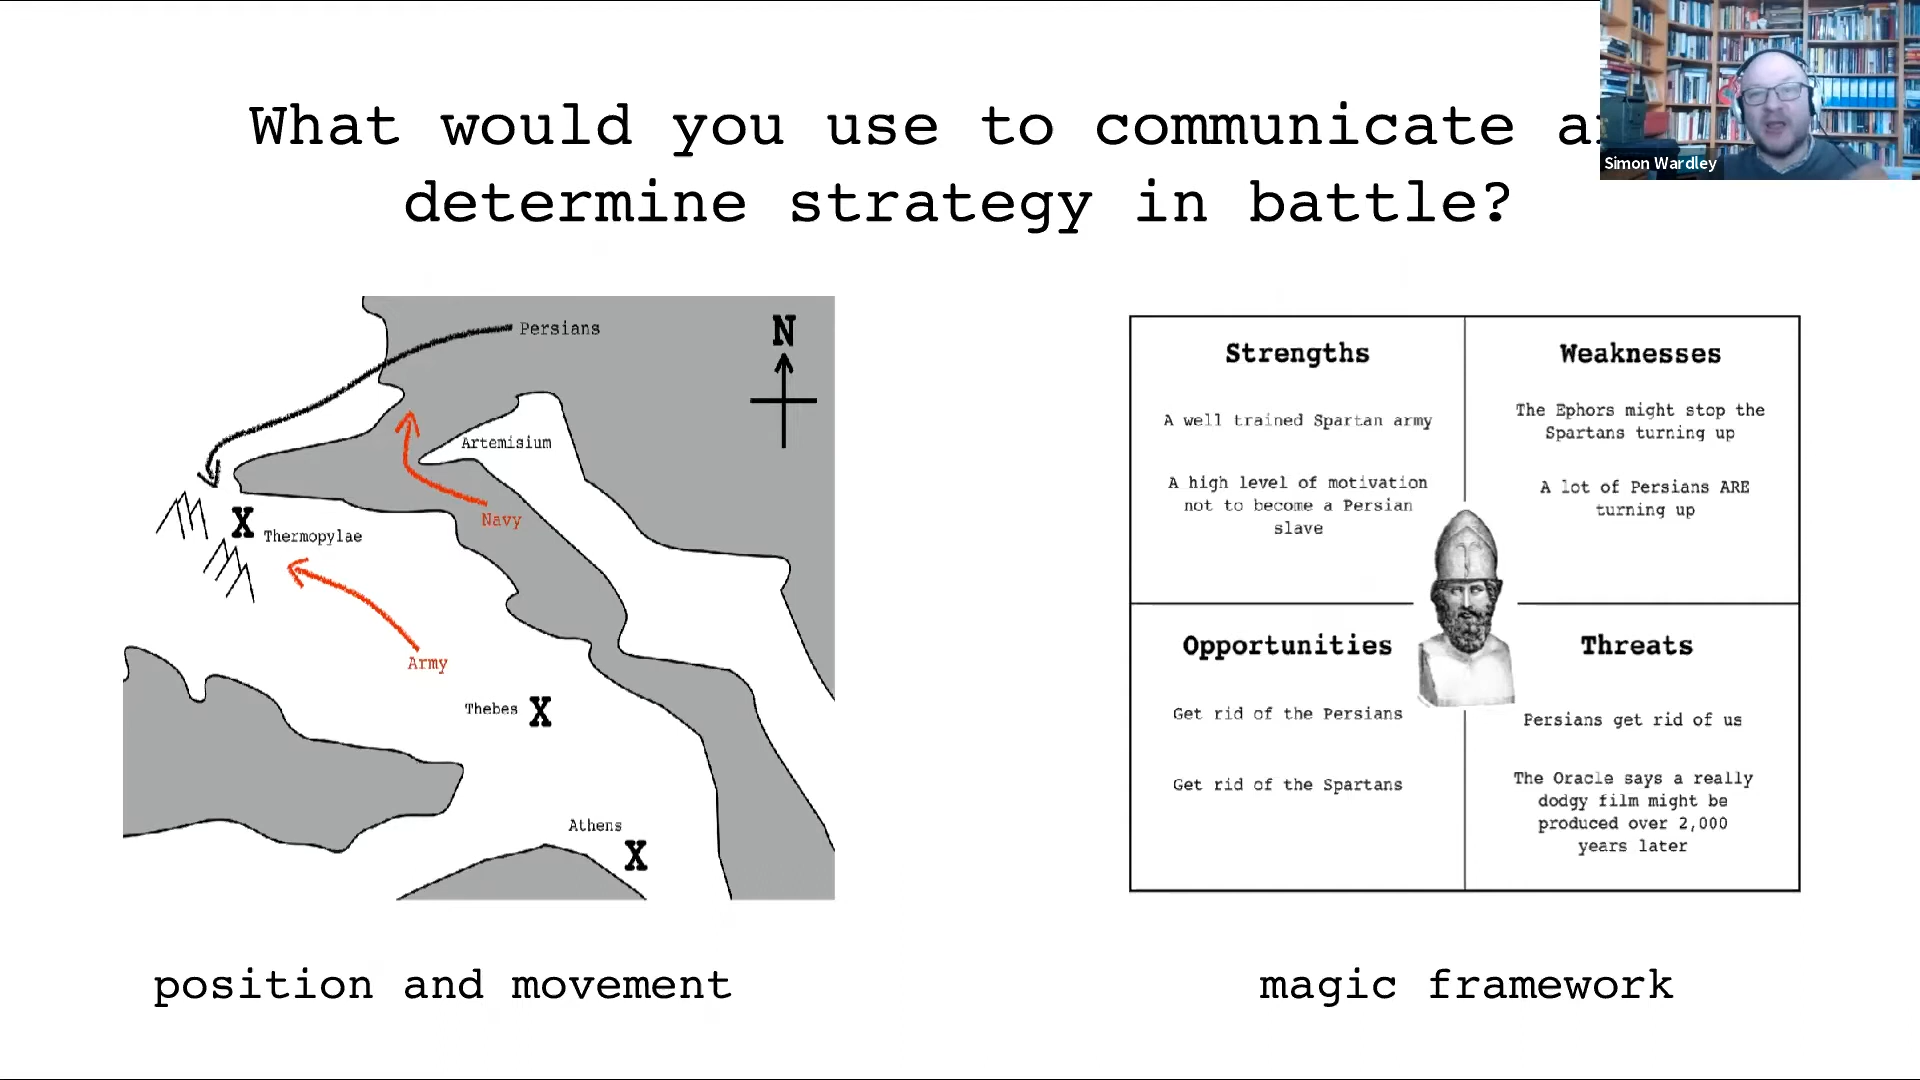 What would you use to communicate a
determine strategy in battle?
Simon Wardley
Persians
N
Artemisium
Navy
X
Thermopylae
Army
Thebes X
Athens
X
position and movement
Strengths
A well trained Spartan army
A high level of motivation
not to become a Persian
slave
Weaknesses
The Ephors might stop the
Spartans turning up
A lot of Persians ARE
turning up
Opportunities
Get rid of the Persians
Get rid of the Spartans
Threats
Persians get rid of us
The Oracle says a really
dodgy film might be
produced over 2,000
years later
magic framework